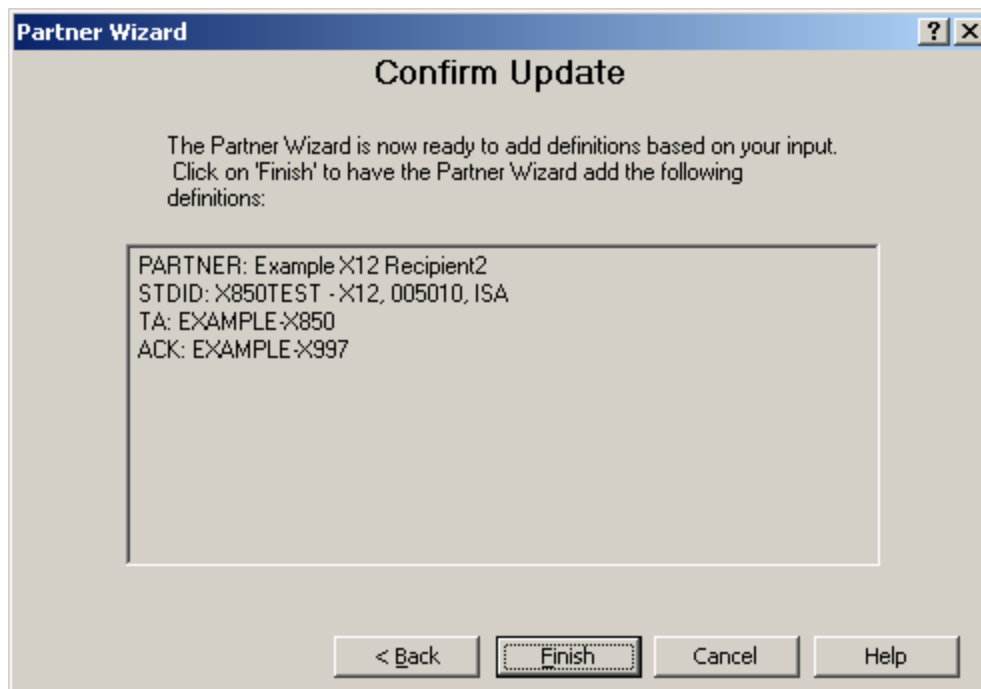 Partner Wizard
Confirm Update
The Partner Wizard is now ready to add definitions based on your input.
Click on 'Finish' to have the Partner Wizard add the following
definitions:
PARTNER: Example X12 Recipient2
STDID: X850TEST - X12, 005010, ISA
TA: EXAMPLE-X850
ACK: EXAMPLE-X997
< Back Finish Cancel Help